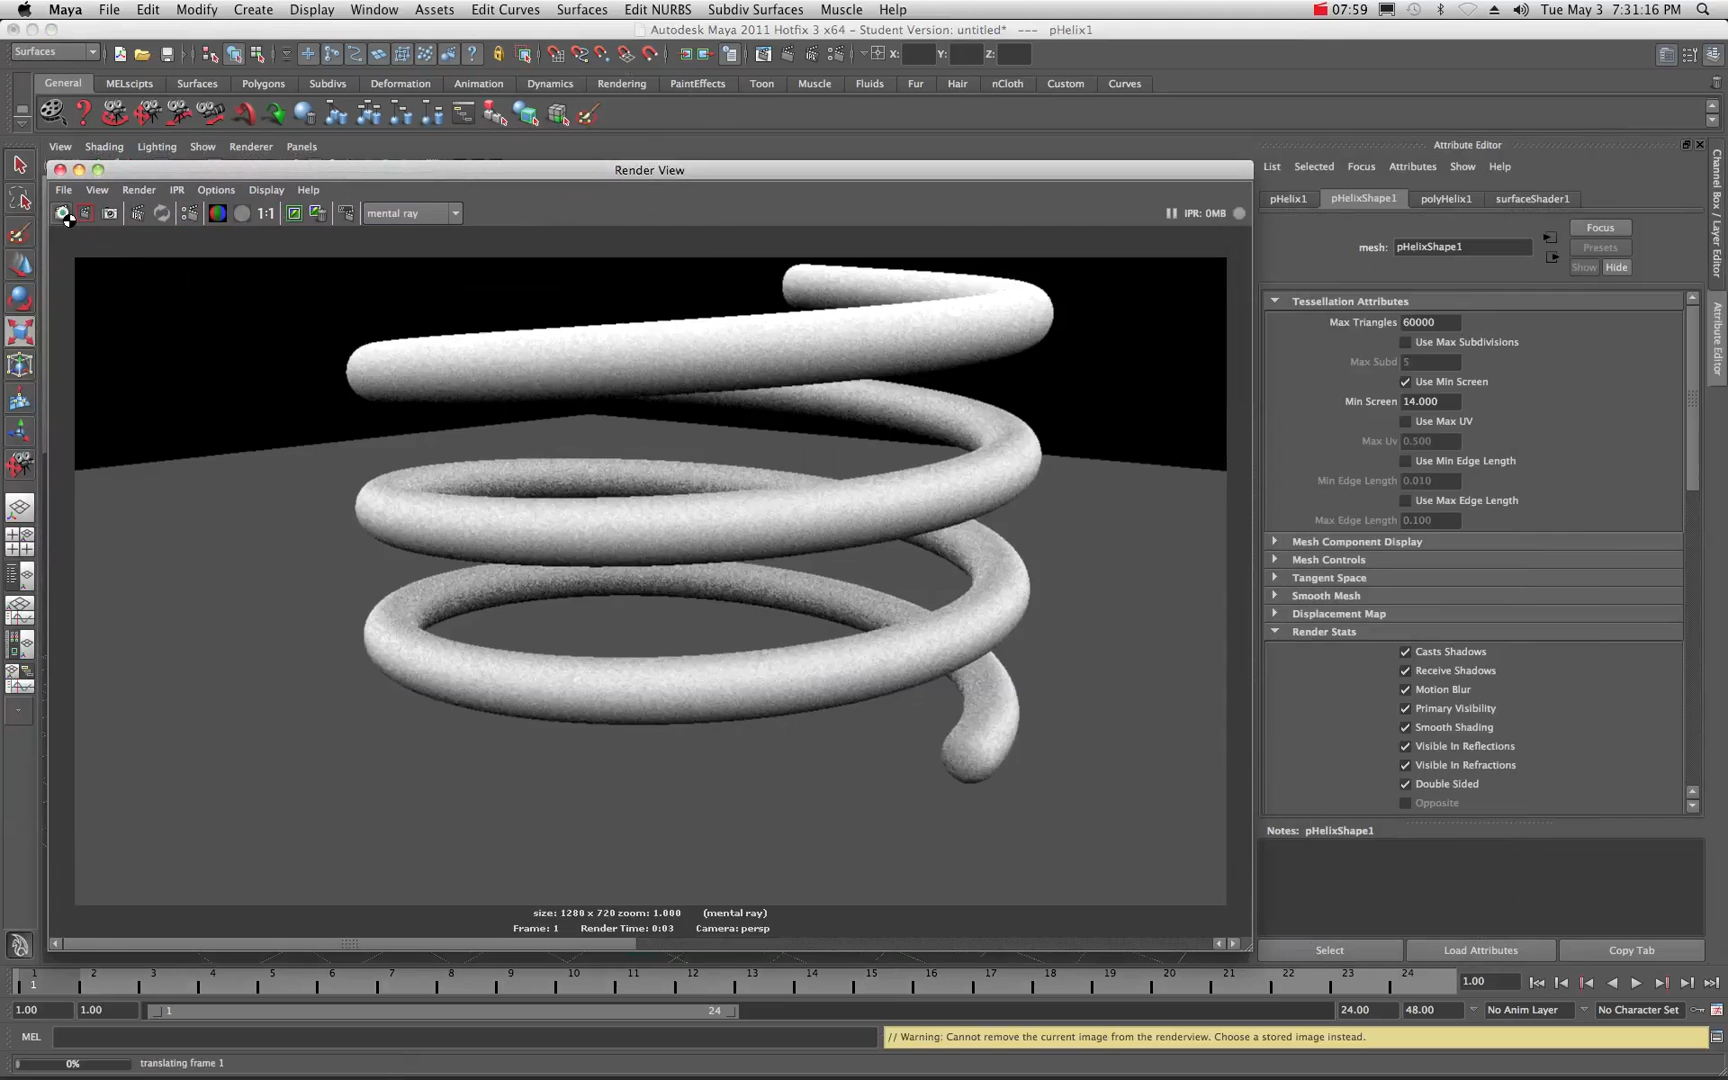 Maya File Edit Modify Create Display Window Assets Edit Curves Surfaces Edit NURBS Subdiv Surfaces Muscle Help 07:59 Tue May 3 7:31:16 PM
Autodesk Maya 2011 Hotfix 3 x64 – Student Version: untitled* --- pHelix1
Surfaces X: Y: Z:
General MELscipts Surfaces Polygons Subdivs Deformation Animation Dynamics Rendering PaintEffects Toon Muscle Fluids Fur Hair nCloth Custom Curves
View Shading Lighting Show Renderer Panels
Attribute Editor
Render View
List Selected Focus Attributes Show Help
File View Render IPR Options Display Help
pHelix1 pHelixShape1 polyHelix1 surfaceShader1
1:1 mental ray IPR: 0MB
Focus
mesh: pHelixShape1 Presets
Show Hide
Tessellation Attributes
Max Triangles 60000
Use Max Subdivisions
Max Subd 5
Use Min Screen
Min Screen 14.000
Use Max UV
Max Uv 0.500
Use Min Edge Length
Min Edge Length 0.010
Use Max Edge Length
Max Edge Length 0.100
Mesh Component Display
Mesh Controls
Tangent Space
Smooth Mesh
Displacement Map
Render Stats
Casts Shadows
Receive Shadows
Motion Blur
Primary Visibility
Smooth Shading
Visible In Reflections
Visible In Refractions
Double Sided
Opposite
Notes: pHelixShape1
size: 1280 x 720 zoom: 1.000 (mental ray)
Frame: 1 Render Time: 0:03 Camera: persp
Select Load Attributes Copy Tab
1 2 3 4 5 6 7 8 9 10 11 12 13 14 15 16 17 18 19 20 21 22 23 24
1 1.00
1.00 1.00 1 24 24.00 48.00 No Anim Layer No Character Set
MEL // Warning: Cannot remove the current image from the renderview. Choose a stored image instead.
0% translating frame 1
Channel Box / Layer Editor
Attribute Editor